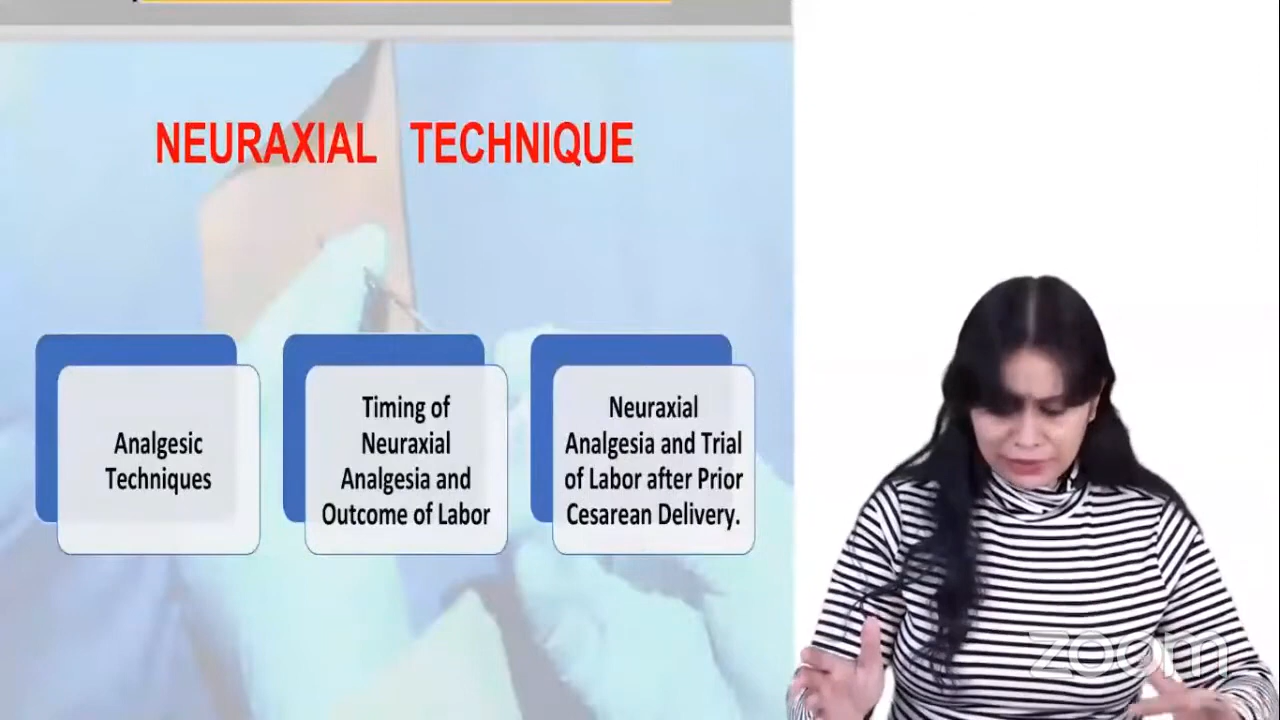 NEURAXIAL TECHNIQUE
Analgesic
Techniques
Timing of
Neuraxial
Analgesia and
Outcome of Labor
Neuraxial
Analgesia and Trial
of Labor after Prior
Cesarean Delivery.
zoom